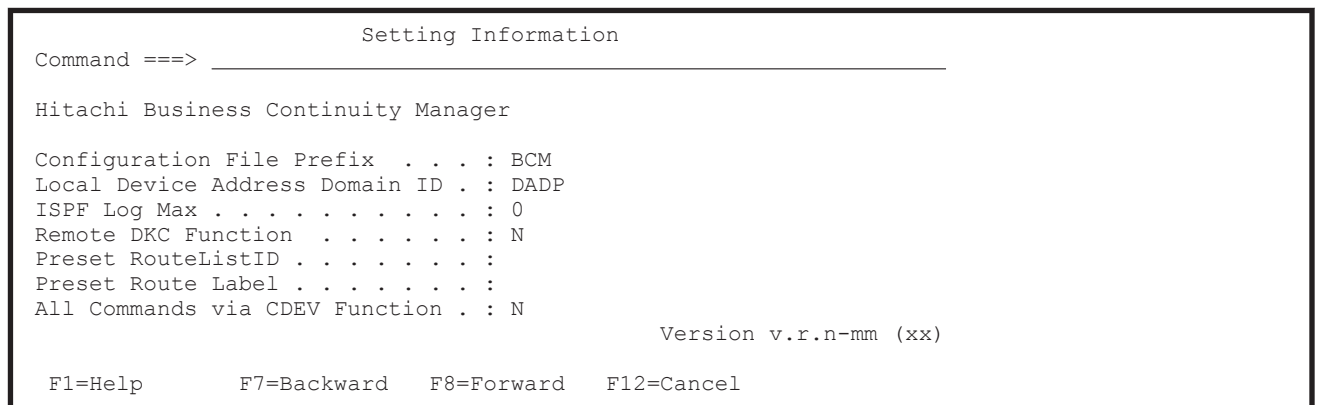 Setting Information
Command ===> 
Hitachi Business Continuity Manager
Configuration File Prefix . . . : BCM
Local Device Address Domain ID . : DADP
ISPF Log Max . . . . . . . . . . : 0
Remote DKC Function . . . . . . : N
Preset RouteListID . . . . . . . :
Preset Route Label . . . . . . . :
All Commands via CDEV Function . : N
Version v.r.n-mm (xx)
F1=Help F7=Backward F8=Forward F12=Cancel